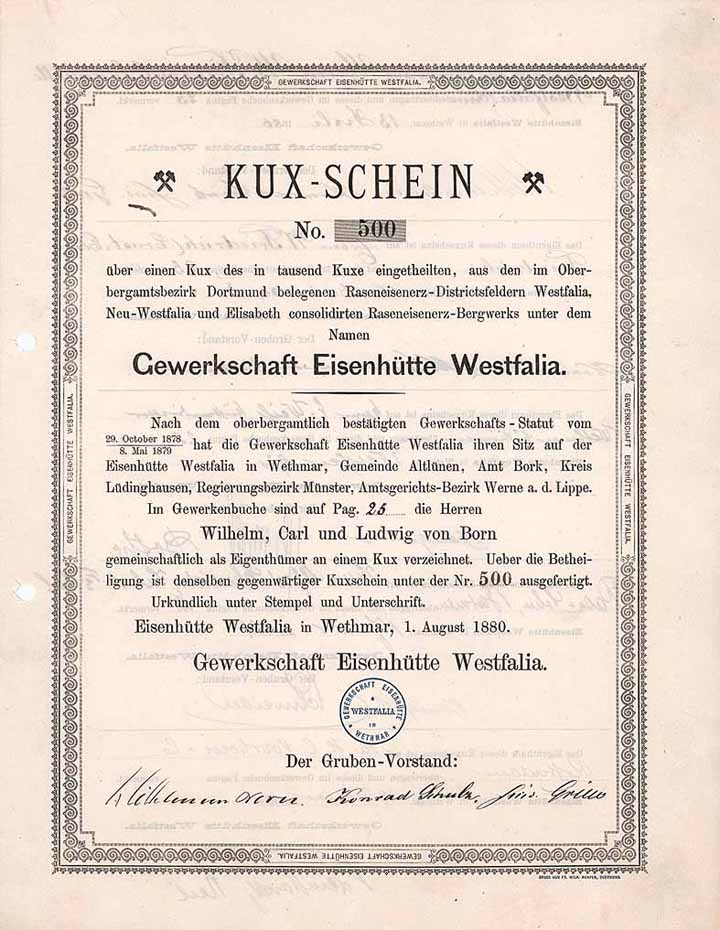 GEWERKSCHAFT EISENHÜTTE WESTFALIA.
KUX-SCHEIN
No. 500
über einen Kux des in tausend Kuxe eingetheilten, aus den im Ober-
bergamtsbezirk Dortmund belegenen Raseneisenerz-Districtsfeldern Westfalia,
Neu-Westfalia und Elisabeth consolidirten Raseneisenerz-Bergwerks unter dem
Namen
Gewerkschaft Eisenhütte Westfalia.
Nach dem oberbergamtlich bestätigten Gewerkschafts-Statut vom
29. October 1878
8. Mai 1879
hat die Gewerkschaft Eisenhütte Westfalia ihren Sitz auf der
Eisenhütte Westfalia in Wethmar, Gemeinde Altlünen, Amt Bork, Kreis
Lüdinghausen, Regierungsbezirk Münster, Amtsgerichts-Bezirk Werne a. d. Lippe.
Im Gewerkenbuche sind auf Pag. 25 die Herren
Wilhelm, Carl und Ludwig von Born
gemeinschaftlich als Eigenthümer an einem Kux verzeichnet. Ueber die Bethei-
ligung ist denselben gegenwärtiger Kuxschein unter der Nr. 500 ausgefertigt.
Urkundlich unter Stempel und Unterschrift.
Eisenhütte Westfalia in Wethmar, 1. August 1880.
Gewerkschaft Eisenhütte Westfalia.
GEWERKSCHAFT EISENHÜTTE
WESTFALIA
IN
WETHMAR
Der Gruben-Vorstand:
Konrad Schulz. Grillo
GEWERKSCHAFT EISENHÜTTE WESTFALIA.
GEWERKSCHAFT EISENHÜTTE WESTFALIA.
GEWERKSCHAFT EISENHÜTTE WESTFALIA.